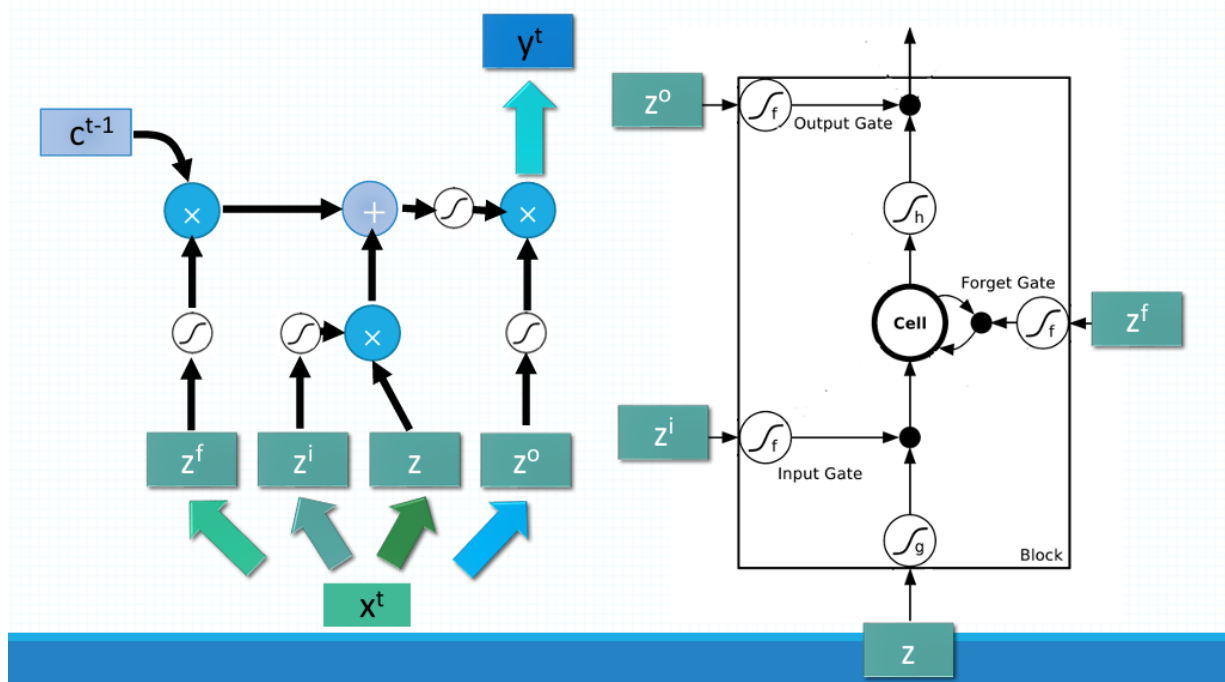 y^t
c^t-1
×
+
×
×
z^f
z^i
z
z^o
x^t
z^o
f
Output Gate
h
Forget Gate
Cell
f
z^f
z^i
f
Input Gate
g
Block
z